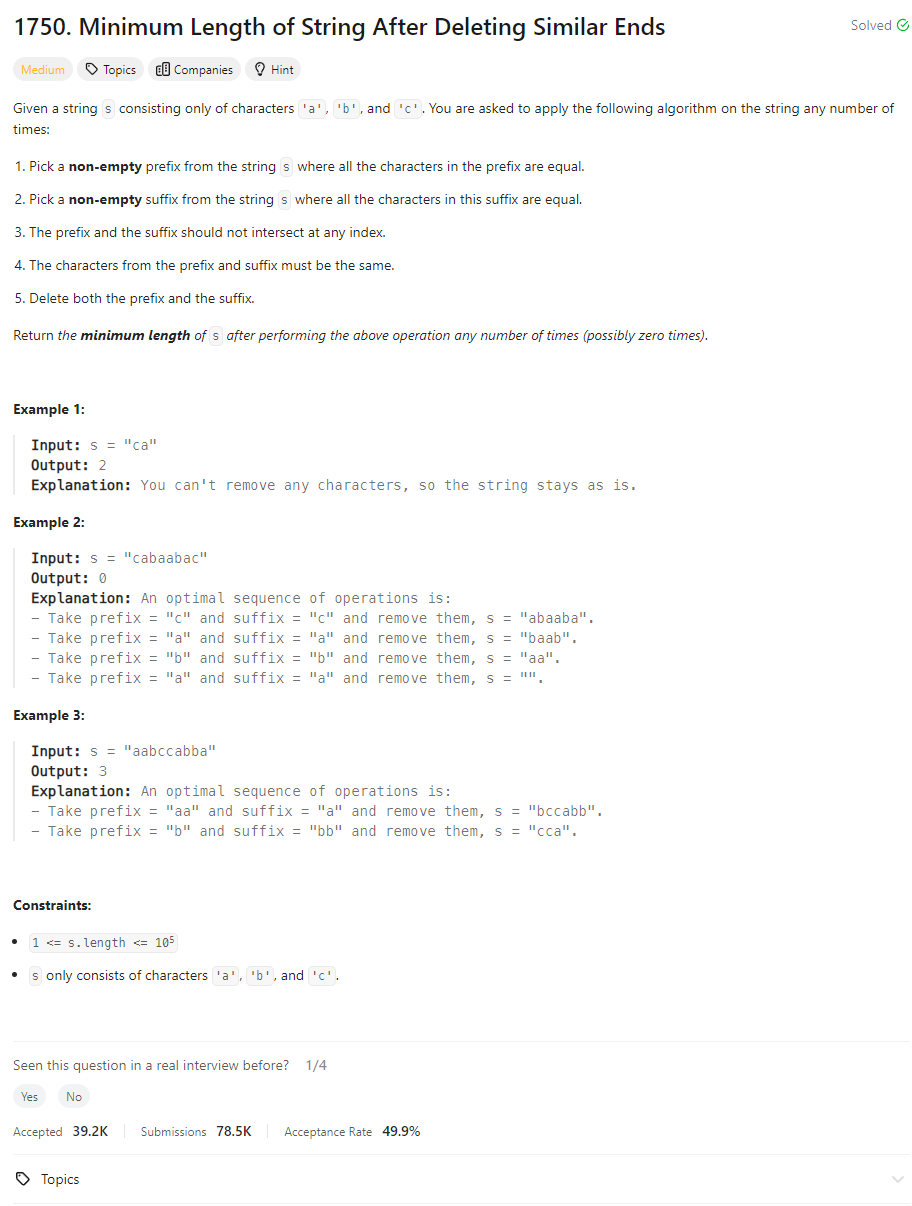 1750. Minimum Length of String After Deleting Similar Ends
Solved
Medium Topics Companies Hint
Given a string s consisting only of characters 'a', 'b', and 'c'. You are asked to apply the following algorithm on the string any number of
times:
1. Pick a non-empty prefix from the string s where all the characters in the prefix are equal.
2. Pick a non-empty suffix from the string s where all the characters in this suffix are equal.
3. The prefix and the suffix should not intersect at any index.
4. The characters from the prefix and suffix must be the same.
5. Delete both the prefix and the suffix.
Return the minimum length of s after performing the above operation any number of times (possibly zero times).
Example 1:
Input: s = "ca"
Output: 2
Explanation: You can't remove any characters, so the string stays as is.
Example 2:
Input: s = "cabaabac"
Output: 0
Explanation: An optimal sequence of operations is:
- Take prefix = "c" and suffix = "c" and remove them, s = "abaaba".
- Take prefix = "a" and suffix = "a" and remove them, s = "baab".
- Take prefix = "b" and suffix = "b" and remove them, s = "aa".
- Take prefix = "a" and suffix = "a" and remove them, s = "".
Example 3:
Input: s = "aabccabba"
Output: 3
Explanation: An optimal sequence of operations is:
- Take prefix = "aa" and suffix = "a" and remove them, s = "bccabb".
- Take prefix = "b" and suffix = "bb" and remove them, s = "cca".
Constraints:
• 1 <= s.length <= 10⁵
• s only consists of characters 'a', 'b', and 'c'.
Seen this question in a real interview before? 1/4
Yes No
Accepted 39.2K Submissions 78.5K Acceptance Rate 49.9%
Topics